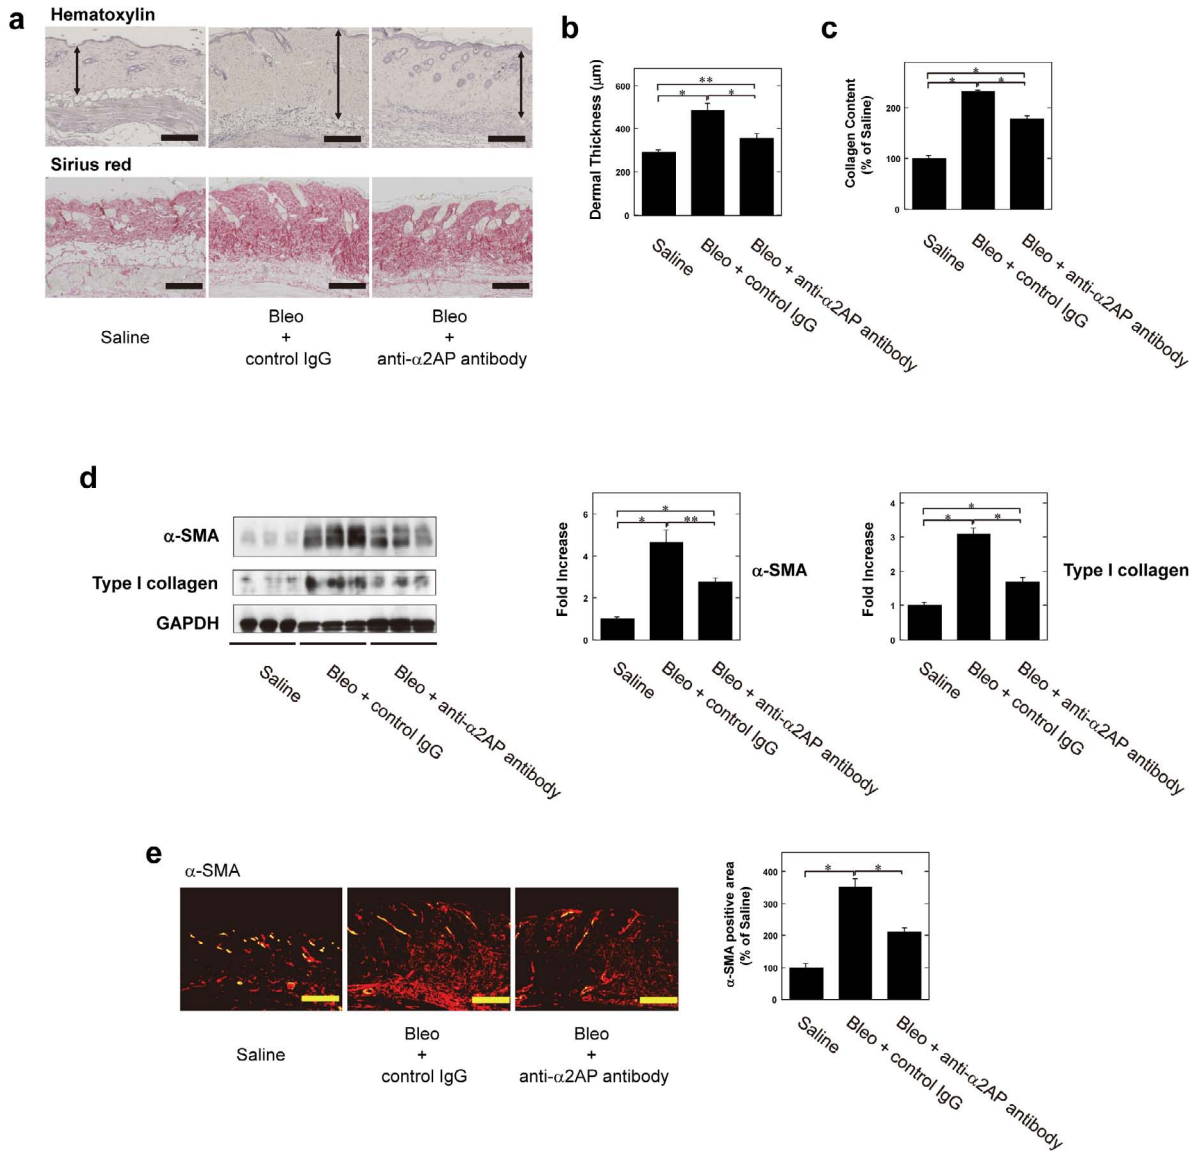 a
Hematoxylin
Sirius red
Saline
Bleo
+
control IgG
Bleo
+
anti-α2AP antibody
b
Dermal Thickness (μm)
600
400
200
0
**
*
*
Saline
Bleo + control IgG
Bleo + anti-α2AP antibody
c
Collagen Content
(% of Saline)
200
100
0
*
*
*
Saline
Bleo + control IgG
Bleo + anti-α2AP antibody
d
α-SMA
Type I collagen
GAPDH
Saline
Bleo + control IgG
Bleo + anti-α2AP antibody
Fold Increase
6
4
2
0
*
*
**
α-SMA
Saline
Bleo + control IgG
Bleo + anti-α2AP antibody
Fold Increase
4
3
2
1
0
*
*
*
Type I collagen
Saline
Bleo + control IgG
Bleo + anti-α2AP antibody
e
α-SMA
Saline
Bleo
+
control IgG
Bleo
+
anti-α2AP antibody
α-SMA positive area
(% of Saline)
400
300
200
100
0
*
*
Saline
Bleo + control IgG
Bleo + anti-α2AP antibody